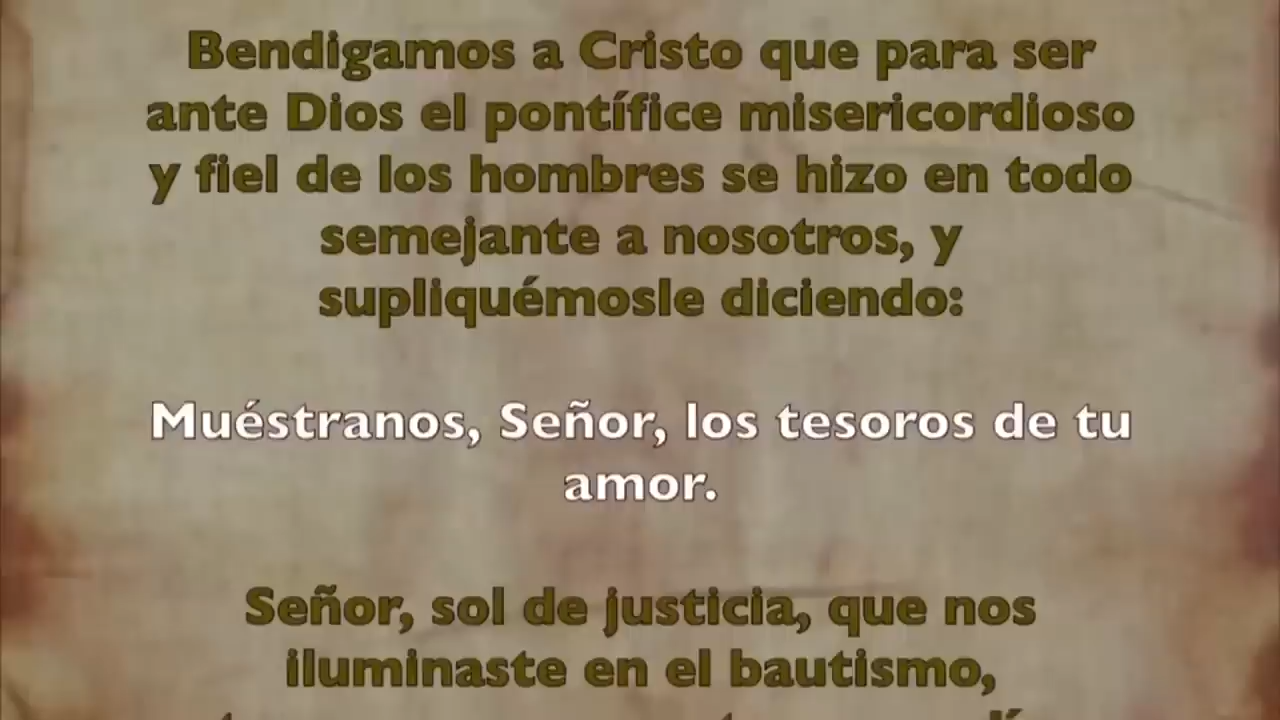 Bendigamos a Cristo que para ser
ante Dios el pontífice misericordioso
y fiel de los hombres se hizo en todo
semejante a nosotros, y
supliquémosle diciendo:
Muéstranos, Señor, los tesoros de tu
amor.
Señor, sol de justicia, que nos
iluminaste en el bautismo,